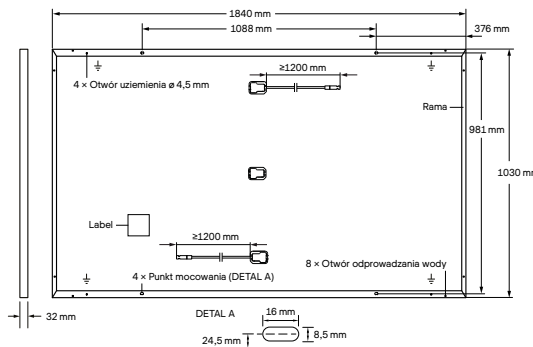 1840 mm
1088 mm
376 mm
≥1200 mm
4 × Otwór uziemienia ø 4,5 mm
Rama
981 mm
1030 mm
Label
≥1200 mm
8 × Otwór odprowadzania wody
4 × Punkt mocowania (DETAL A)
32 mm
DETAL A
16 mm
24,5 mm
8,5 mm